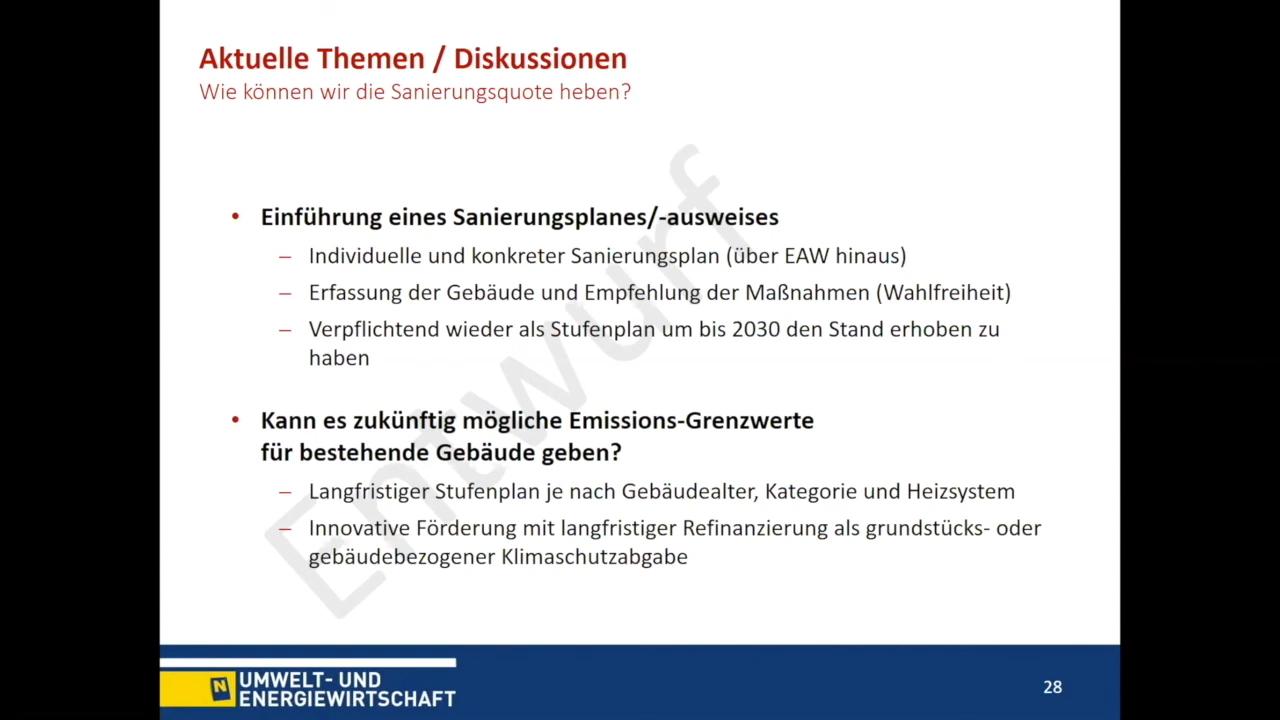 Aktuelle Themen / Diskussionen
Wie können wir die Sanierungsquote heben?
• Einführung eines Sanierungsplanes/-ausweises
– Individuelle und konkreter Sanierungsplan (über EAW hinaus)
– Erfassung der Gebäude und Empfehlung der Maßnahmen (Wahlfreiheit)
– Verpflichtend wieder als Stufenplan um bis 2030 den Stand erhoben zu
haben
• Kann es zukünftig mögliche Emissions-Grenzwerte
für bestehende Gebäude geben?
– Langfristiger Stufenplan je nach Gebäudealter, Kategorie und Heizsystem
– Innovative Förderung mit langfristiger Refinanzierung als grundstücks- oder
gebäudebezogener Klimaschutzabgabe
Entwurf
N
UMWELT- UND
ENERGIEWIRTSCHAFT
28